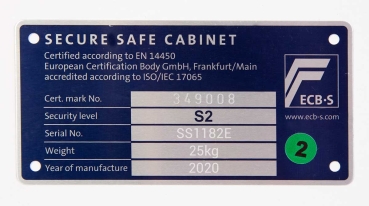 SECURE SAFE CABINET
Certified according to EN 14450
European Certification Body GmbH, Frankfurt/Main
accredited according to ISO/IEC 17065
ECB·S
www.ecb-s.com
Cert. mark No. 349008
Security level S2
Serial No. SS1182E
Weight 25kg
Year of manufacture 2020
2